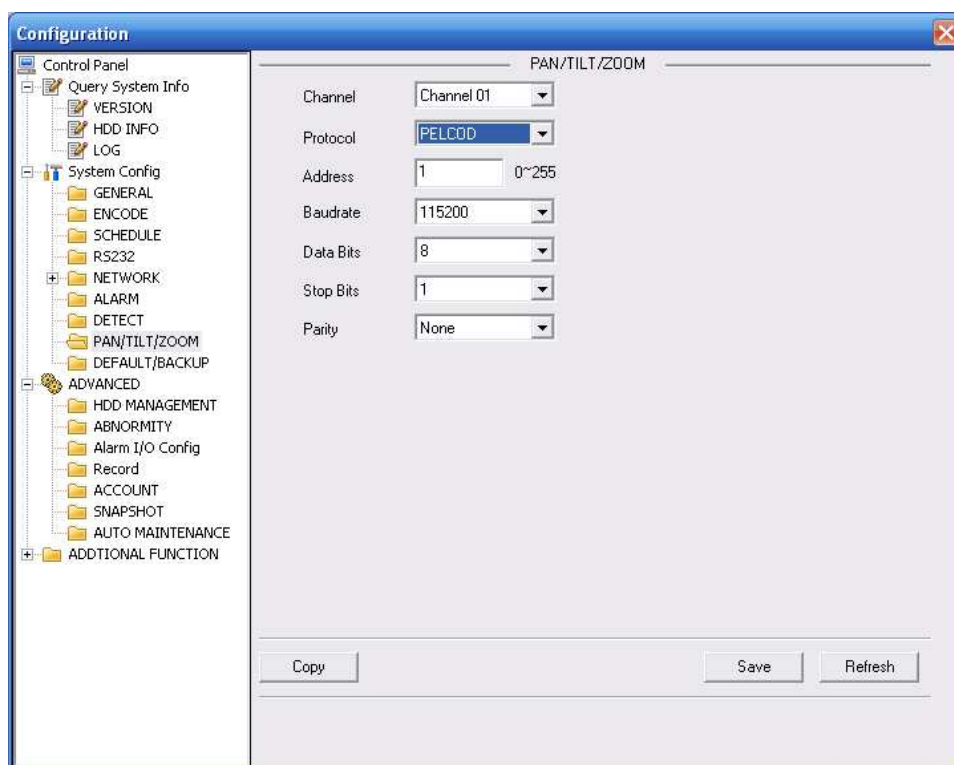 Configuration
Control Panel
Query System Info
VERSION
HDD INFO
LOG
System Config
GENERAL
ENCODE
SCHEDULE
RS232
NETWORK
ALARM
DETECT
PAN/TILT/ZOOM
DEFAULT/BACKUP
ADVANCED
HDD MANAGEMENT
ABNORMITY
Alarm I/O Config
Record
ACCOUNT
SNAPSHOT
AUTO MAINTENANCE
ADDTIONAL FUNCTION
PAN/TILT/ZOOM
Channel Channel 01
Protocol PELCOD
Address 1 0~255
Baudrate 115200
Data Bits 8
Stop Bits 1
Parity None
Copy Save Refresh